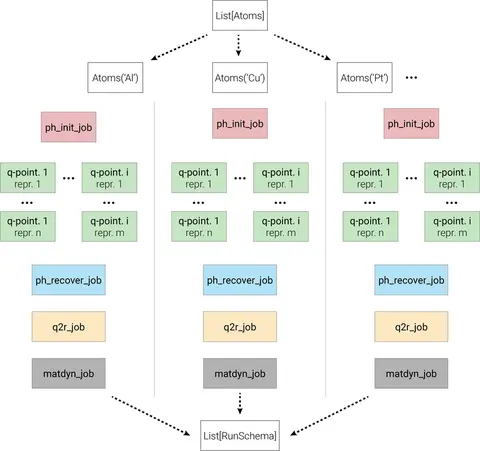 List[Atoms]
Atoms('Al')
Atoms('Cu')
Atoms('Pt')
...
ph_init_job
ph_init_job
ph_init_job
q-point. 1
repr. 1
...
q-point. i
repr. 1
q-point. 1
repr. 1
...
q-point. i
repr. 1
q-point. 1
repr. 1
...
q-point. i
repr. 1
...
...
...
...
...
...
q-point. 1
repr. n
q-point. i
repr. m
q-point. 1
repr. n
q-point. i
repr. m
q-point. 1
repr. n
q-point. i
repr. m
ph_recover_job
ph_recover_job
ph_recover_job
q2r_job
q2r_job
q2r_job
matdyn_job
matdyn_job
matdyn_job
List[RunSchema]